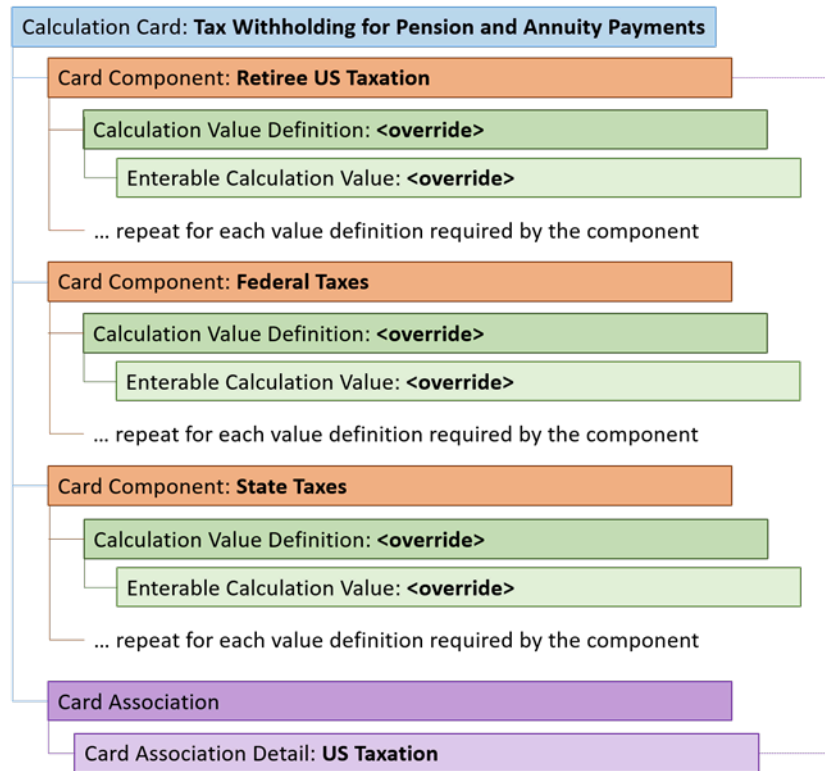 Calculation Card: Tax Withholding for Pension and Annuity Payments
Card Component: Retiree US Taxation
Calculation Value Definition: <override>
Enterable Calculation Value: <override>
... repeat for each value definition required by the component
Card Component: Federal Taxes
Calculation Value Definition: <override>
Enterable Calculation Value: <override>
... repeat for each value definition required by the component
Card Component: State Taxes
Calculation Value Definition: <override>
Enterable Calculation Value: <override>
... repeat for each value definition required by the component
Card Association
Card Association Detail: US Taxation